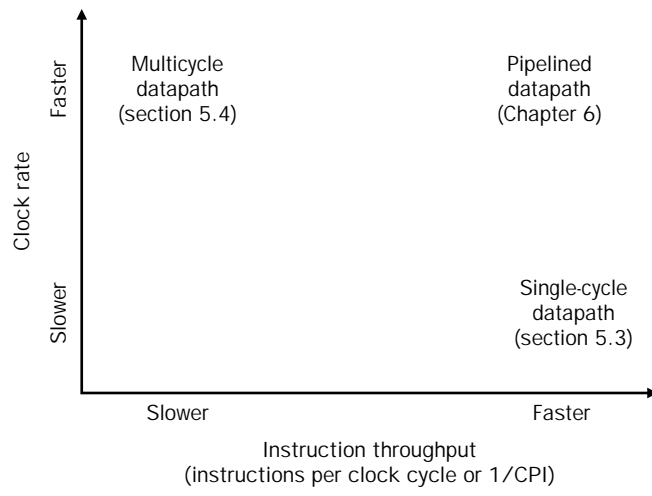 Multicycle
datapath
(section 5.4)
Pipelined
datapath
(Chapter 6)
Faster
Clock rate
Slower
Single-cycle
datapath
(section 5.3)
Slower
Faster
Instruction throughput
(instructions per clock cycle or 1/CPI)